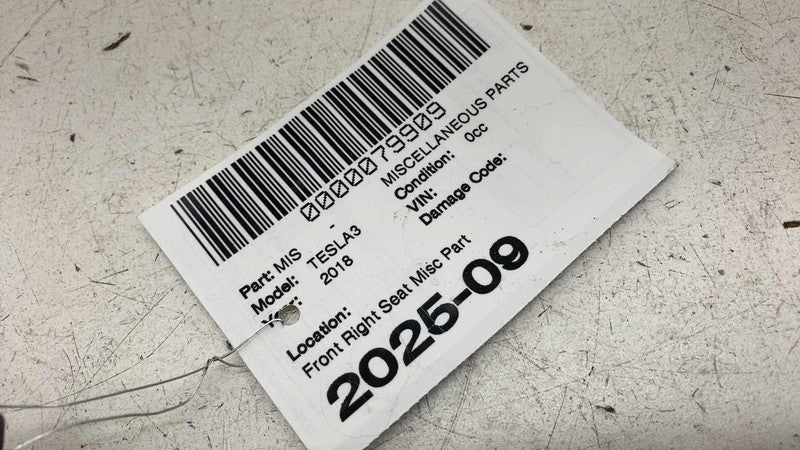 0000079909
Part: MIS - MISCELLANEOUS PARTS
Model: TESLA3 Condition: 0cc
Year: 2018 VIN:
Damage Code:
Location:
Front Right Seat Misc Part
2025-09